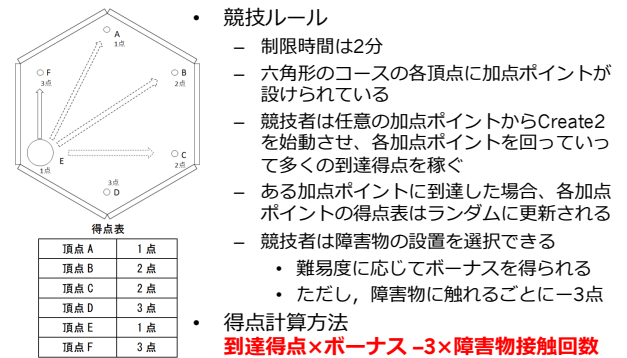 A
1点
F
3点
B
2点
E
1点
C
2点
3点
D
得点表
頂点 A 1 点
頂点 B 2 点
頂点 C 2 点
頂点 D 3 点
頂点 E 1 点
頂点 F 3 点
• 競技ルール
– 制限時間は2分
– 六角形のコースの各頂点に加点ポイントが
設けられている
– 競技者は任意の加点ポイントからCreate2
を始動させ、各加点ポイントを回っていっ
て多くの到達得点を稼ぐ
– ある加点ポイントに到達した場合、各加点
ポイントの得点表はランダムに更新される
– 競技者は障害物の設置を選択できる
• 難易度に応じてボーナスを得られる
• ただし，障害物に触れるごとにー3点
• 得点計算方法
到達得点×ボーナス –3×障害物接触回数